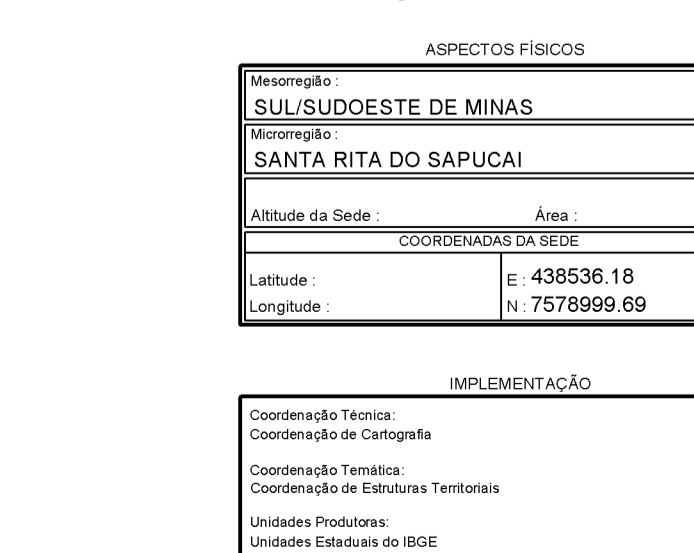 ASPECTOS FÍSICOS
Mesorregião :
SUL/SUDOESTE DE MINAS
Microrregião :
SANTA RITA DO SAPUCAI
Altitude da Sede : Área :
COORDENADAS DA SEDE
Latitude : E : 438536.18
Longitude : N : 7578999.69
IMPLEMENTAÇÃO
Coordenação Técnica:
Coordenação de Cartografia
Coordenação Temática:
Coordenação de Estruturas Territoriais
Unidades Produtoras:
Unidades Estaduais do IBGE